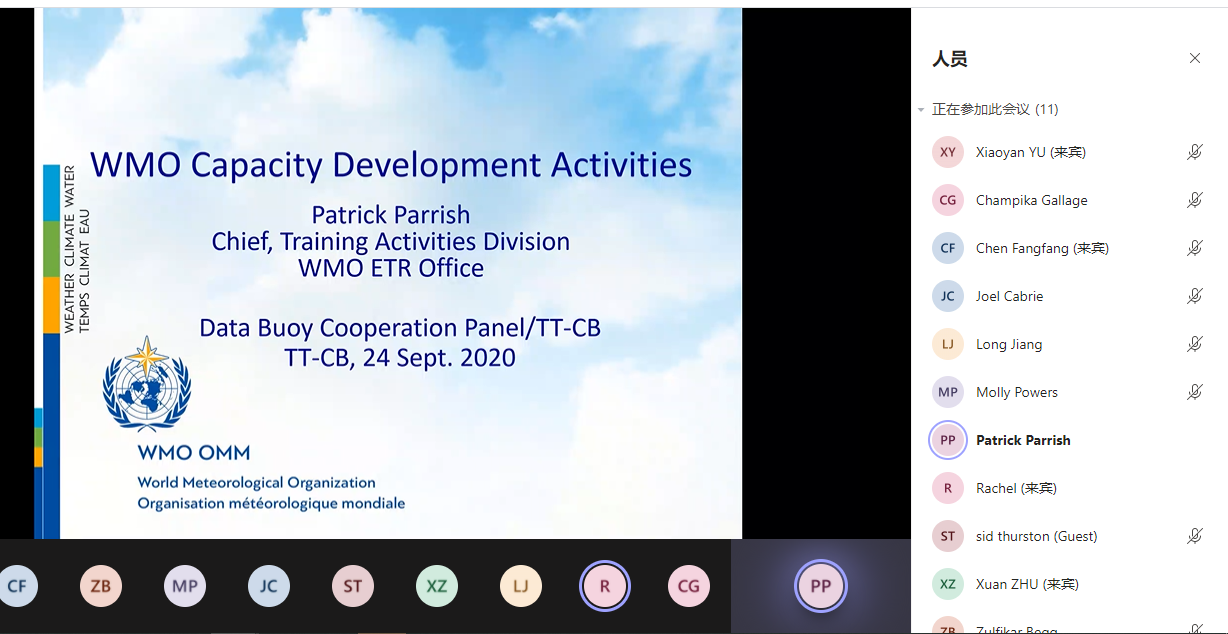 WMO Capacity Development Activities
Patrick Parrish
Chief, Training Activities Division
WMO ETR Office
Data Buoy Cooperation Panel/TT-CB
TT-CB, 24 Sept. 2020
WEATHER CLIMATE WATER
TEMPS CLIMAT EAU
WMO OMM
World Meteorological Organization
Organisation météorologique mondiale
CF
ZB
MP
JC
ST
XZ
LJ
R
CG
PP
人员
正在参加此会议 (11)
XY Xiaoyan YU (来宾)
CG Champika Gallage
CF Chen Fangfang (来宾)
JC Joel Cabrie
LJ Long Jiang
MP Molly Powers
PP Patrick Parrish
R Rachel (来宾)
ST sid thurston (Guest)
XZ Xuan ZHU (来宾)
ZB Zulfikar Begg